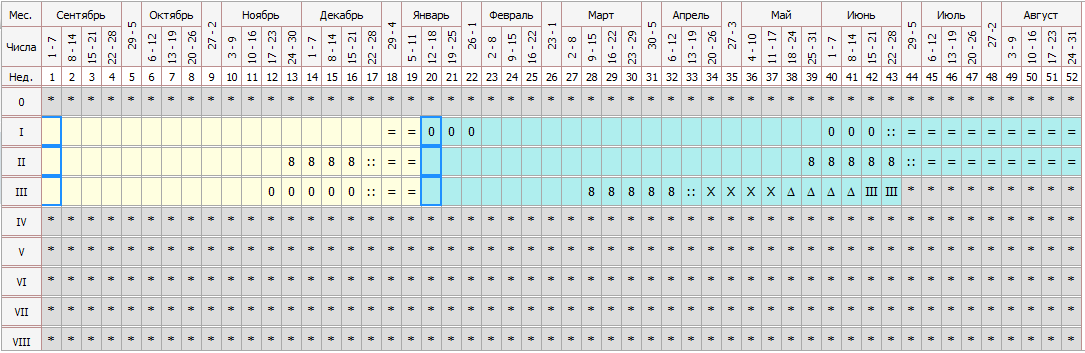 Мес. Сентябрь Октябрь Ноябрь Декабрь Январь Февраль Март Апрель Май Июнь Июль Август
Числа 1 - 7 8 - 14 15 - 21 22 - 28 29 - 5 6 - 12 13 - 19 20 - 26 27 - 2 3 - 9 10 - 16 17 - 23 24 - 30 1 - 7 8 - 14 15 - 21 22 - 28 29 - 4 5 - 11 12 - 18 19 - 25 26 - 1 2 - 8 9 - 15 16 - 22 23 - 1 2 - 8 9 - 15 16 - 22 23 - 29 30 - 5 6 - 12 13 - 19 20 - 26 27 - 3 4 - 10 11 - 17 18 - 24 25 - 31 1 - 7 8 - 14 15 - 21 22 - 28 29 - 5 6 - 12 13 - 19 20 - 26 27 - 2 3 - 9 10 - 16 17 - 23 24 - 31
Нед. 1 2 3 4 5 6 7 8 9 10 11 12 13 14 15 16 17 18 19 20 21 22 23 24 25 26 27 28 29 30 31 32 33 34 35 36 37 38 39 40 41 42 43 44 45 46 47 48 49 50 51 52
0 * * * * * * * * * * * * * * * * * * * * * * * * * * * * * * * * * * * * * * * * * * * * * * * * * * * *
I = = 0 0 0 0 0 0 :: = = = = = = = = =
II 8 8 8 8 :: = = 8 8 8 8 8 :: = = = = = = = =
III 0 0 0 0 0 :: = = 8 8 8 8 8 :: X X X X Δ Δ Δ Δ III III * * * * * * * * *
IV * * * * * * * * * * * * * * * * * * * * * * * * * * * * * * * * * * * * * * * * * * * * * * * * * * * *
V * * * * * * * * * * * * * * * * * * * * * * * * * * * * * * * * * * * * * * * * * * * * * * * * * * * *
VI * * * * * * * * * * * * * * * * * * * * * * * * * * * * * * * * * * * * * * * * * * * * * * * * * * * *
VII * * * * * * * * * * * * * * * * * * * * * * * * * * * * * * * * * * * * * * * * * * * * * * * * * * * *
VIII * * * * * * * * * * * * * * * * * * * * * * * * * * * * * * * * * * * * * * * * * * * * * * * * * * * *